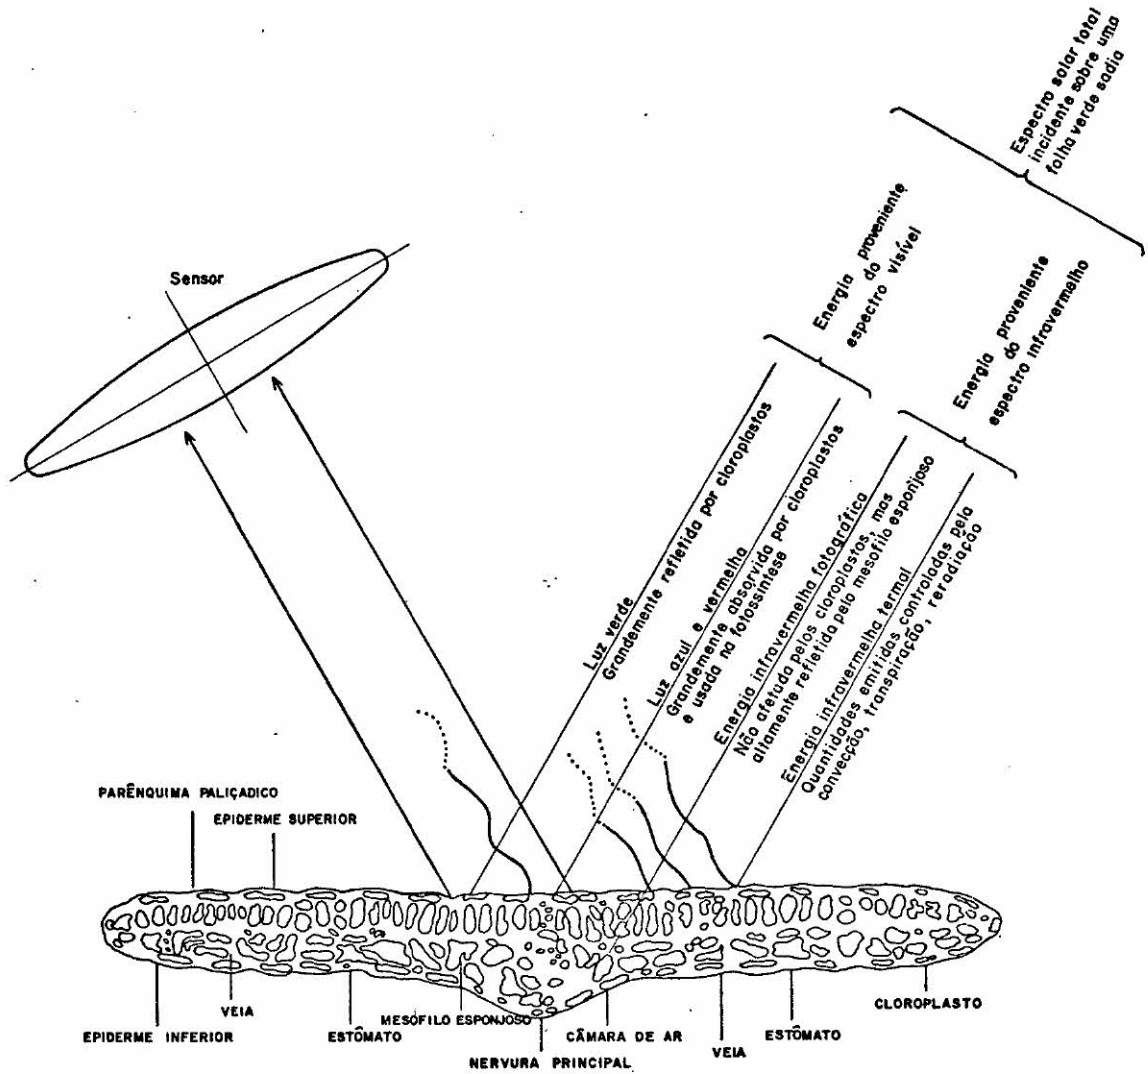 Espectro solar total
incidente sobre uma
folha verde sadia
Energia proveniente
do
espectro visível
Energia proveniente
do
espectro infravermelho
Sensor
Luz verde
Grandemente refletida por cloroplastos
Luz azul e vermelha
Grandemente absorvida por cloroplastos
e usada na fotossíntese
Energia infravermelha fotográfica
Não afetuda pelos cloroplastos, mas
altamente refletida pelo mesofilo esponjoso
Energia infravermelha termal
Quantidades emitidas controladas pela
convecção, transpiração, reradiação
PARÊNQUIMA PALIÇADICO
EPIDERME SUPERIOR
EPIDERME INFERIOR
VEIA
ESTÔMATO
MESÓFILO ESPONJOSO
NERVURA PRINCIPAL
CÂMARA DE AR
VEIA
ESTÔMATO
CLOROPLASTO